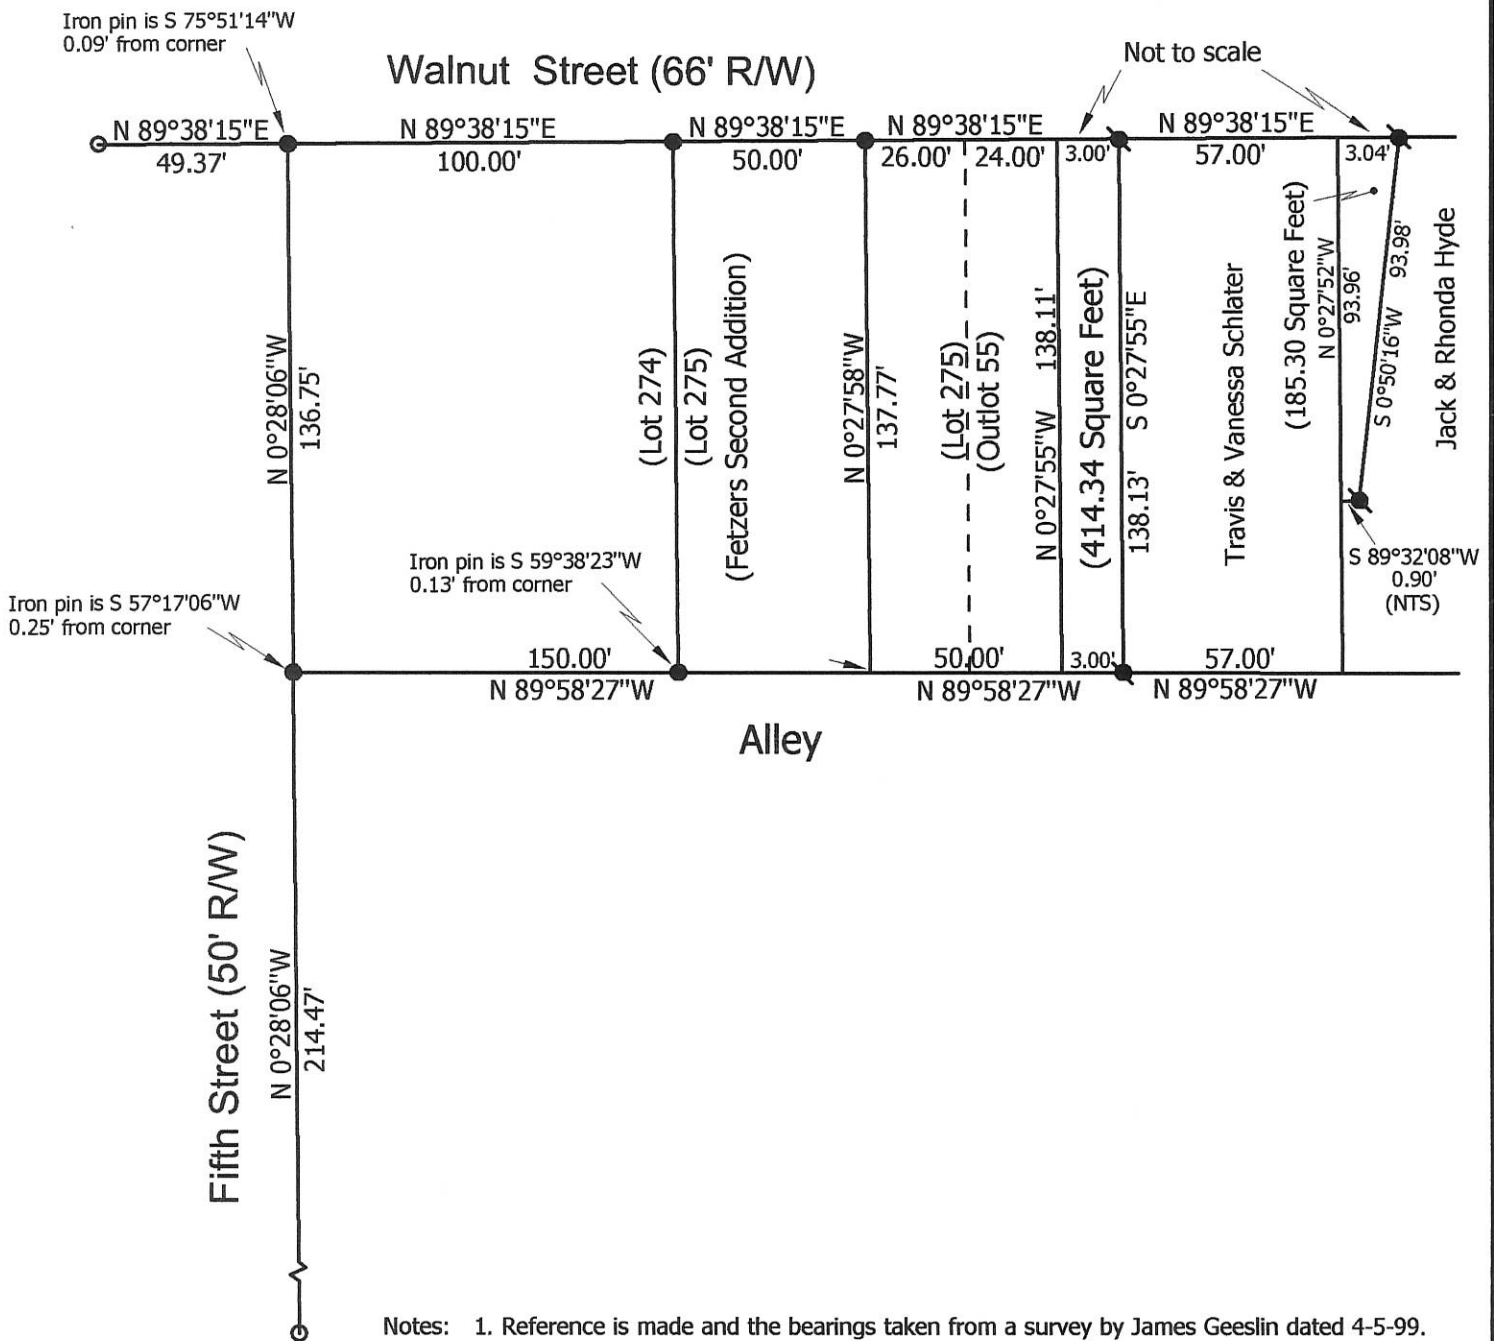 Iron pin is S 75°51'14"W
0.09' from corner
Walnut Street (66' R/W)
Not to scale
N 89°38'15"E
49.37'
N 89°38'15"E
100.00'
N 89°38'15"E
50.00'
N 89°38'15"E
26.00'
24.00'
3.00'
N 89°38'15"E
57.00'
3.04'
N 0°28'06"W
136.75'
(Lot 274)
(Lot 275)
(Fetzers Second Addition)
N 0°27'58"W
137.77'
(Lot 275)
(Outlot 55)
N 0°27'55"W 138.11'
(414.34 Square Feet)
S 0°27'55"E
138.13'
Travis & Vanessa Schlater
(185.30 Square Feet)
N 0°27'52"W
93.96'
S 0°50'16"W 93.98'
Jack & Rhonda Hyde
S 89°32'08"W
0.90'
(NTS)
Iron pin is S 59°38'23"W
0.13' from corner
Iron pin is S 57°17'06"W
0.25' from corner
150.00'
N 89°58'27"W
50.00'
3.00'
N 89°58'27"W
57.00'
N 89°58'27"W
Alley
Fifth Street (50' R/W)
N 0°28'06"W
214.47'
Notes: 1. Reference is made and the bearings taken from a survey by James Geeslin dated 4-5-99.